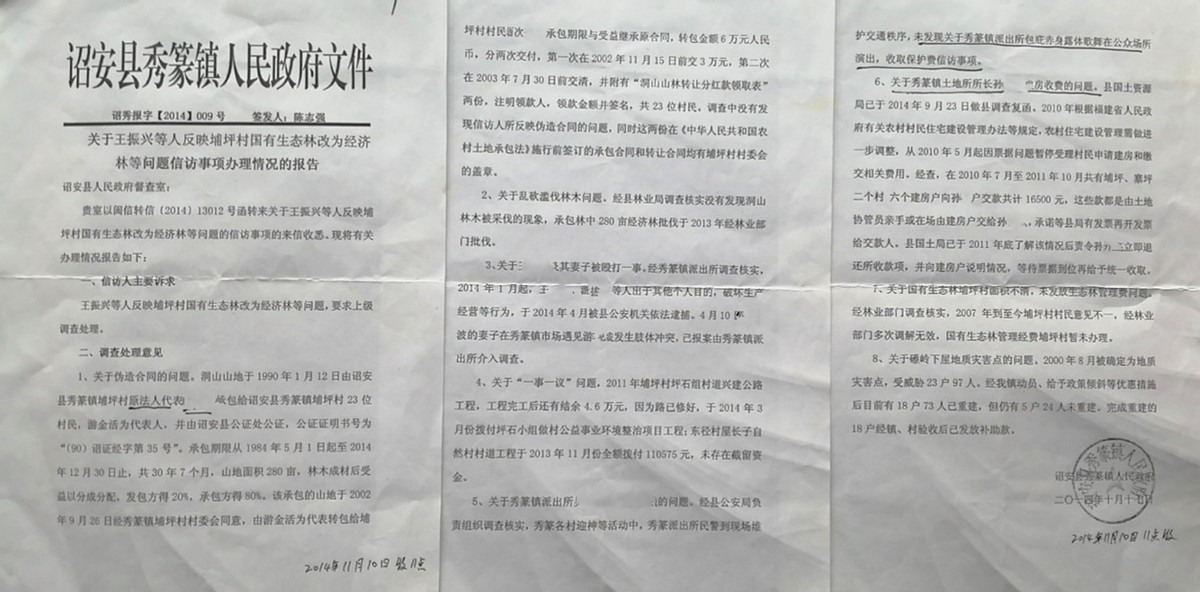 诏安县秀篆镇人民政府文件
诏秀报字【2014】009号 签发人：陈志强
关于王振兴等人反映埔坪村国有生态林改为经济
林等问题信访事项办理情况的报告
诏安县人民政府督查室：
贵室以闽信转信（2014）13012号函转来关于王振兴等人反映埔
坪村国有生态林改为经济林等问题的信访事项的来信收悉。现将有关
办理情况报告如下：
一、信访人主要诉求
王振兴等人反映埔坪村国有生态林改为经济林等问题，要求上级
调查处理。
二、调查处理意见
1、关于伪造合同的问题。洞山山地于1990年1月12日由诏安
县秀篆镇埔坪村原法人代表 包给诏安县秀篆镇埔坪村23位
村民，游金活为代表人，并由诏安县公证处公证，公证证明书号为
“（90）诏证经字第35号”。承包期限从1984年5月1日起至2014
年12月30日止，共30年7个月，山地面积280亩，林木成材后受
益以分成分配，发包方得20%，承包方得80%。该承包的山地于2002
年9月26日经秀篆镇埔坪村村委会同意，由游金活为代表转包给埔
2014年11月10日 收 11点
坪村村民 次 承包期限与受益继承原合同，转包金额6万元人民
币，分两次交付，第一次在2002年11月15日前交3万元，第二次
在2003年7月30日前交清，并附有“洞山山林转让分红款领取表”
两份，注明领款人，领款金额并签名，共23位村民。调查中没有发
现信访人所反映伪造合同的问题，同时这两份在《中华人民共和国农
村土地承包法》施行前签订的承包合同和转让合同均有埔坪村村委会
的盖章。
2、关于乱砍滥伐林木问题。经县林业局调查核实没有发现洞山
林木被采伐的现象，承包林中280亩经济林批伐于2013年经林业部
门批伐。
3、关于 及其妻子被殴打一事。经秀篆镇派出所调查核实，
2014年1月起，王 等人出于其他个人目的，破坏生产
经营等行为，于2014年4月被县公安机关依法逮捕。4月10
波的妻子在秀篆镇市场遇见游 发生肢体冲突，己报案由秀篆镇派
出所介入调查。
4、关于“一事一议”问题，2011年埔坪村坪石组村道兴建公路
工程，工程完工后还有结余4.6万元，因为路已修好，于2014年3
月份拨付坪石小组做村公益事业环境整治项目工程；东径村屋长子自
然村村道工程于2013年11月份全额拨付110575元，未存在截留资
金。
5、关于秀篆镇派出所 的问题。经县公安局负
责组织调查核实，秀篆各村迎神等活动中，秀篆派出所民警到现场维
护交通秩序，未发现关于秀篆镇派出所包庇赤身露体歌舞在公众场所
演出，收取保护费信访事项。
6、关于秀篆镇土地所所长孙 房收费的问题，县国土资源
局已于2014年9月23日做县调查复函。2010年根据福建省人民政
府有关农村村民住宅建设管理办法等规定，农村住宅建设管理需做进
一步调整，从2010年5月起因票据问题暂停受理村民申请建房和缴
交相关费用。经查，在2010年7月至2011年10月共有埔坪、寨坪
二个村 六个建房户向孙 户交款共计16500元，这些款都是由土地
协管员亲手或在场由建房户交给孙 ，承诺等县局有发票再开发票
给交款人。县国土局已于2011年底了解该情况后责令孙 立即退
还所收款项，并向建房户说明情况，等待票据到位再给予统一收取。
7、关于国有生态林埔坪村面积不清，未发放生态林管理费问题。
经林业部门调查核实，2007年到至今埔坪村村民意见不一，经林业
部门多次调解无效，国有生态林管理经费埔坪村暂未办理。
8、关于磜岭下屋地质灾害点的问题。2000年8月被确定为地质
灾害点，受威胁23户97人。经我镇动员、给予政策倾斜等优惠措施
后目前有18户73人已重建，但仍有5户24人未重建。完成重建的
18户经镇、村验收后已发放补助款。
诏安县秀篆镇人民政府
二〇一四年十月十七日
2014年11月10日 11点 收